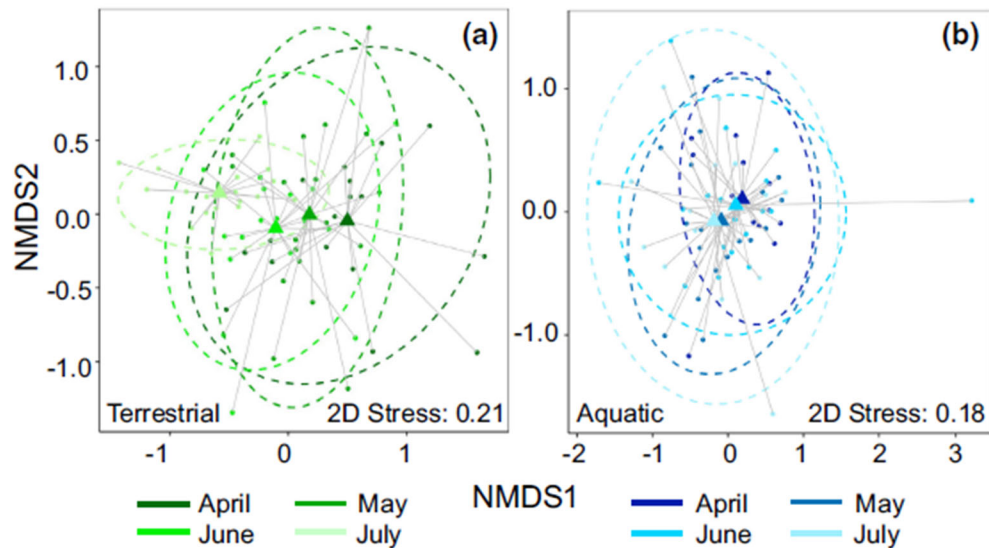 (a)
(b)
NMDS2
1.0
0.5
0.0
-0.5
-1.0
1.0
0.0
-1.0
Terrestrial
2D Stress: 0.21
Aquatic
2D Stress: 0.18
-1
0
1
-2
-1
0
1
2
3
NMDS1
April
May
June
July
April
May
June
July